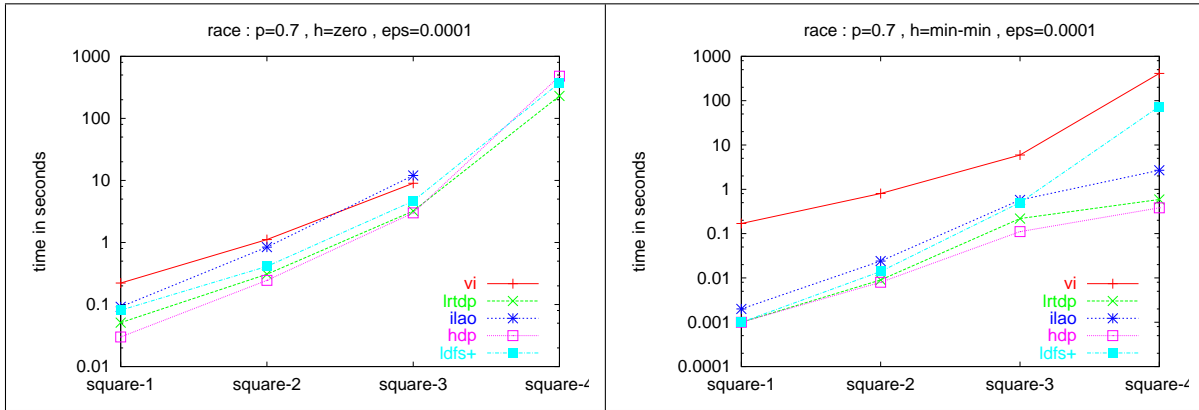 race : p=0.7 , h=zero , eps=0.0001
1000
100
10
1
0.1
0.01
time in seconds
square-1
square-2
square-3
square-4
vi
lrtdp
ilao
hdp
ldfs+
race : p=0.7 , h=min-min , eps=0.0001
1000
100
10
1
0.1
0.01
0.001
0.0001
time in seconds
square-1
square-2
square-3
square-4
vi
lrtdp
ilao
hdp
ldfs+